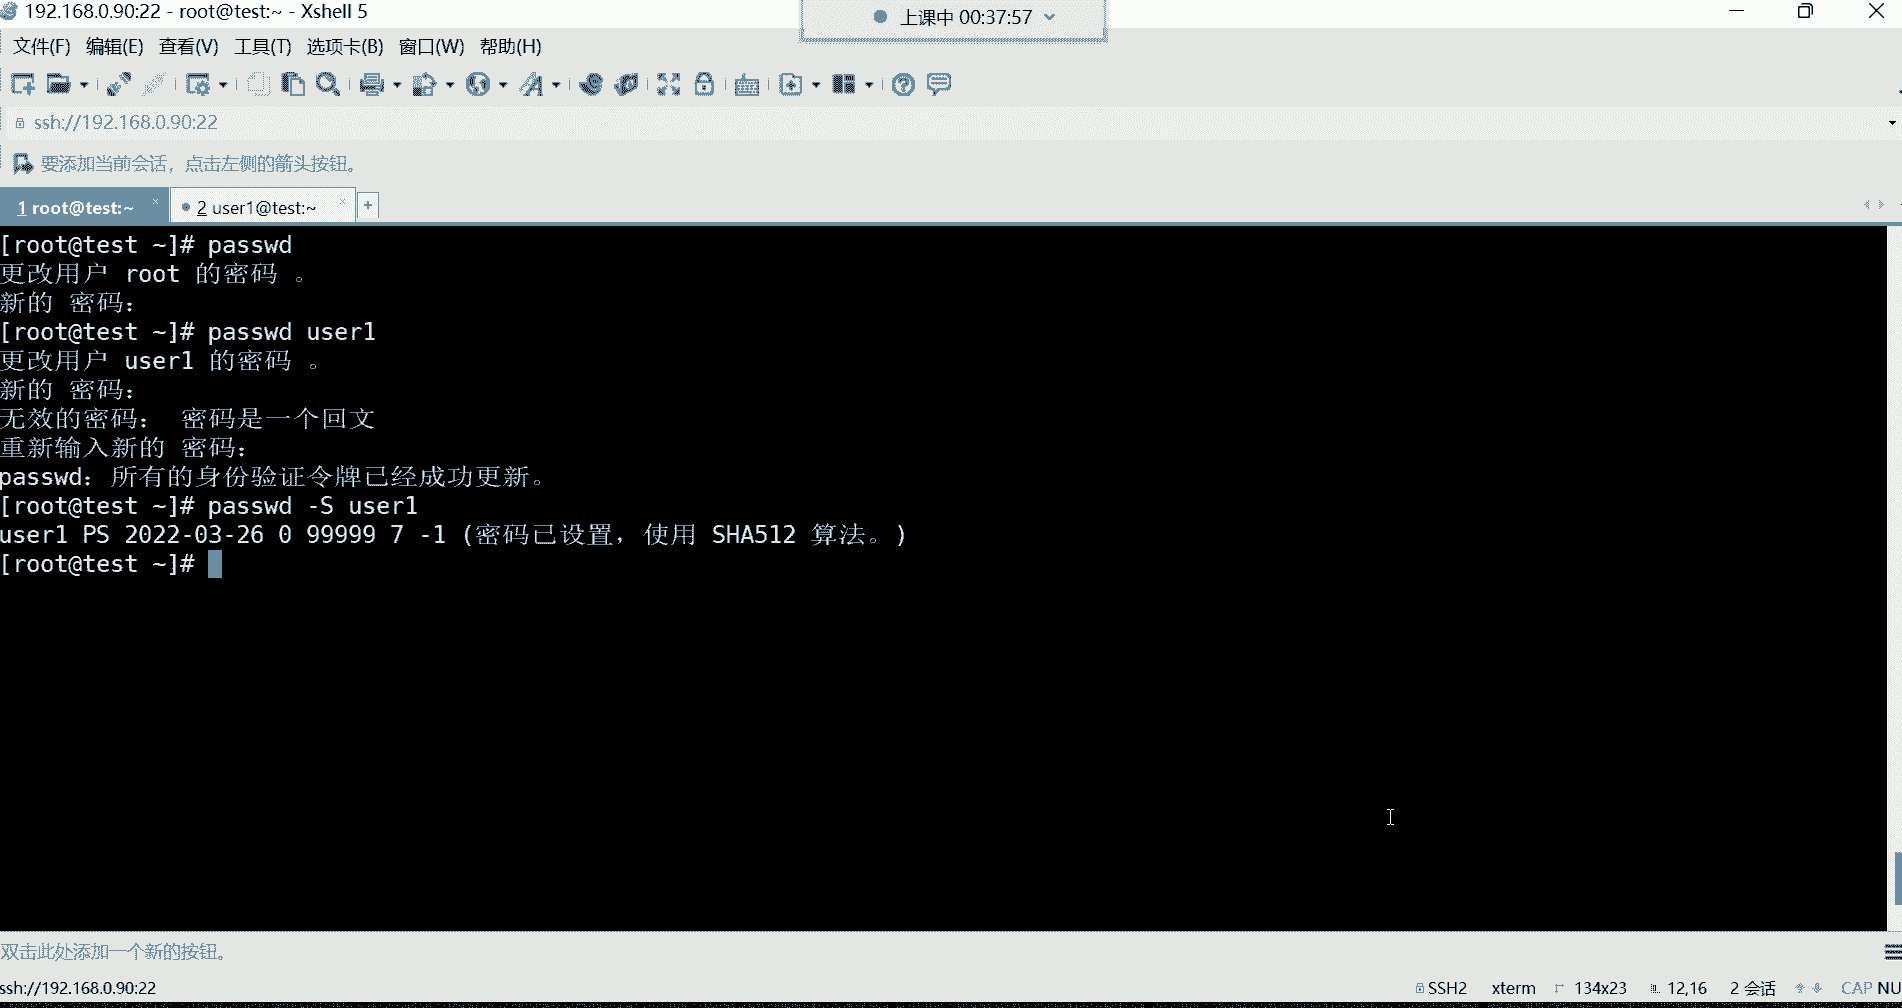 192.168.0.90:22 - root@test:~ - Xshell 5
上课中 00:37:57
文件(F) 编辑(E) 查看(V) 工具(T) 选项卡(B) 窗口(W) 帮助(H)
ssh://192.168.0.90:22
要添加当前会话，点击左侧的箭头按钮。
1 root@test:~ 2 user1@test:~
[root@test ~]# passwd
更改用户 root 的密码 。
新的 密码：
[root@test ~]# passwd user1
更改用户 user1 的密码 。
新的 密码：
无效的密码： 密码是一个回文
重新输入新的 密码：
passwd：所有的身份验证令牌已经成功更新。
[root@test ~]# passwd -S user1
user1 PS 2022-03-26 0 99999 7 -1 (密码已设置，使用 SHA512 算法。)
[root@test ~]#
双击此处添加一个新的按钮。
ssh://192.168.0.90:22 SSH2 xterm 134x23 12,16 2 会话 CAP NU